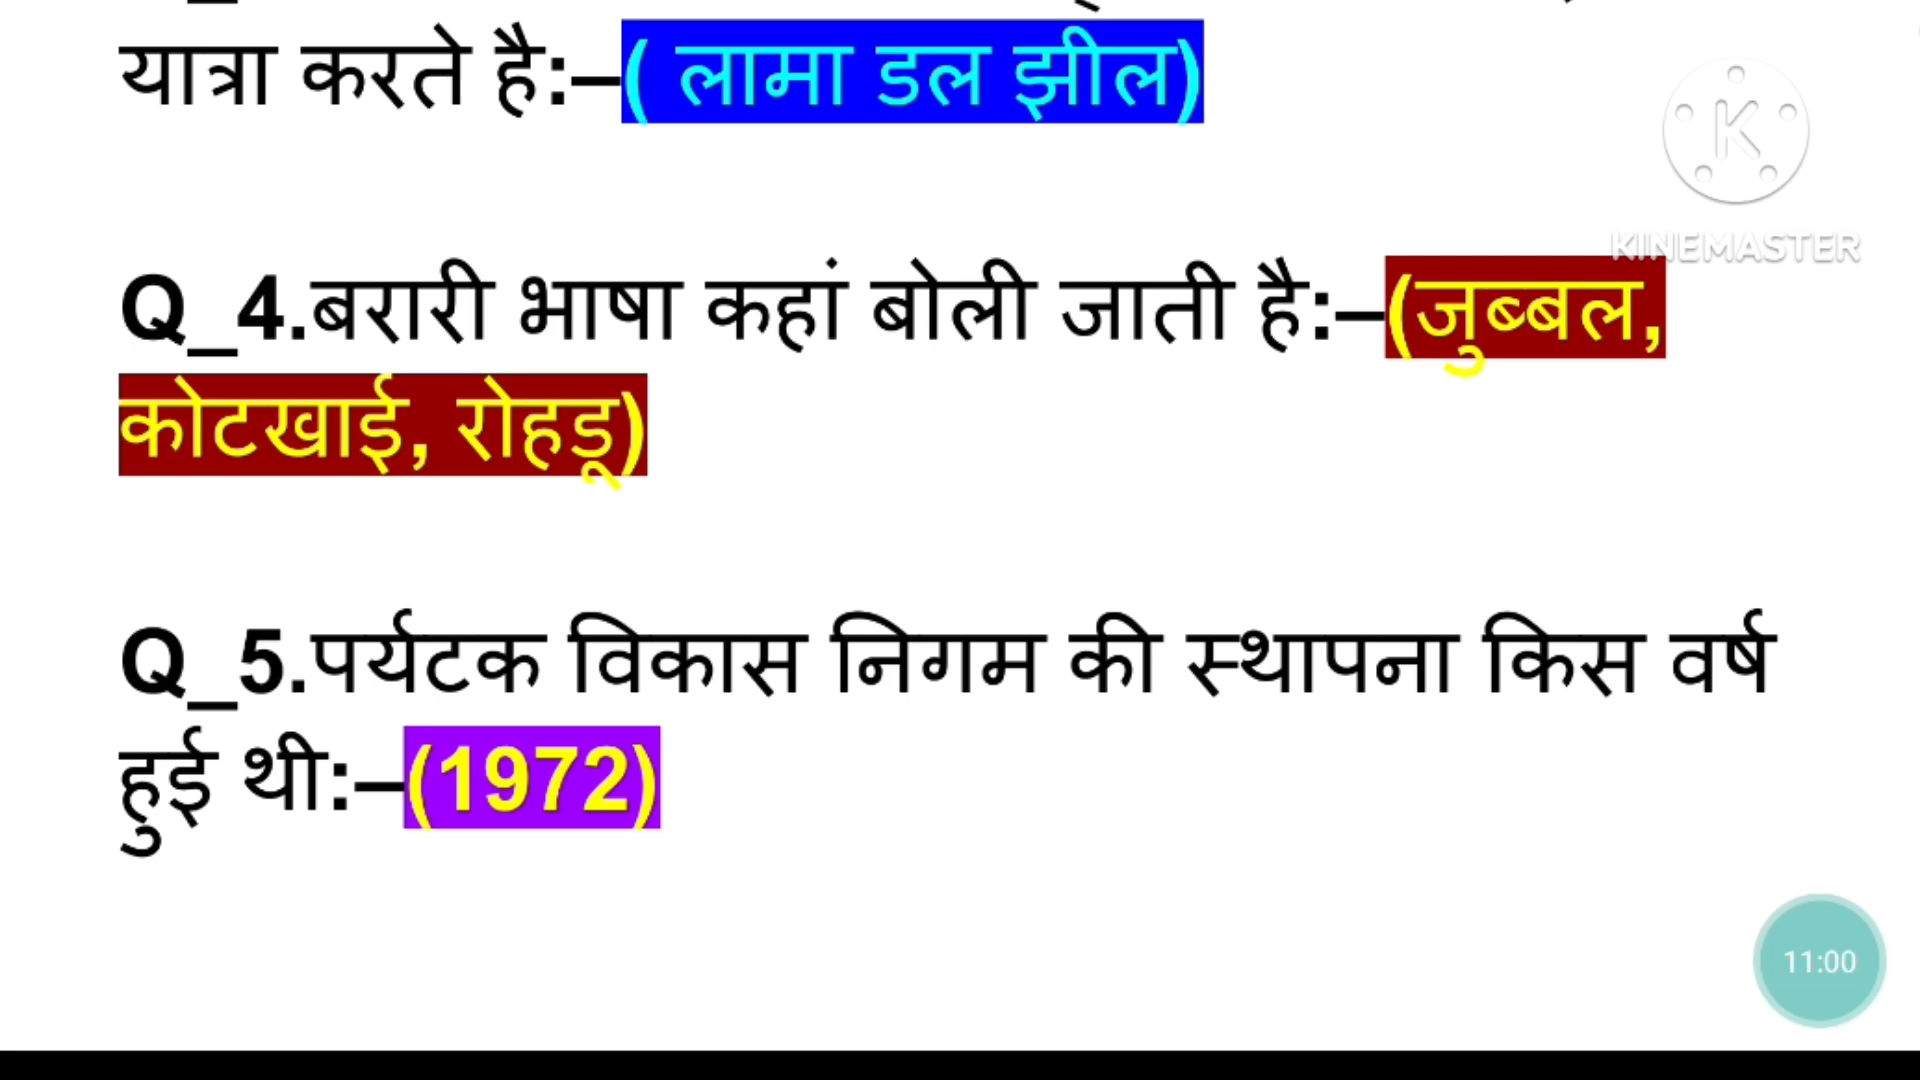 यात्रा करते है:–( लामा डल झील)
KINEMASTER
Q_4.बरारी भाषा कहां बोली जाती है:–(जुब्बल,
कोटखाई, रोहडू)
Q_5.पर्यटक विकास निगम की स्थापना किस वर्ष
हुई थी:–(1972)
11:00